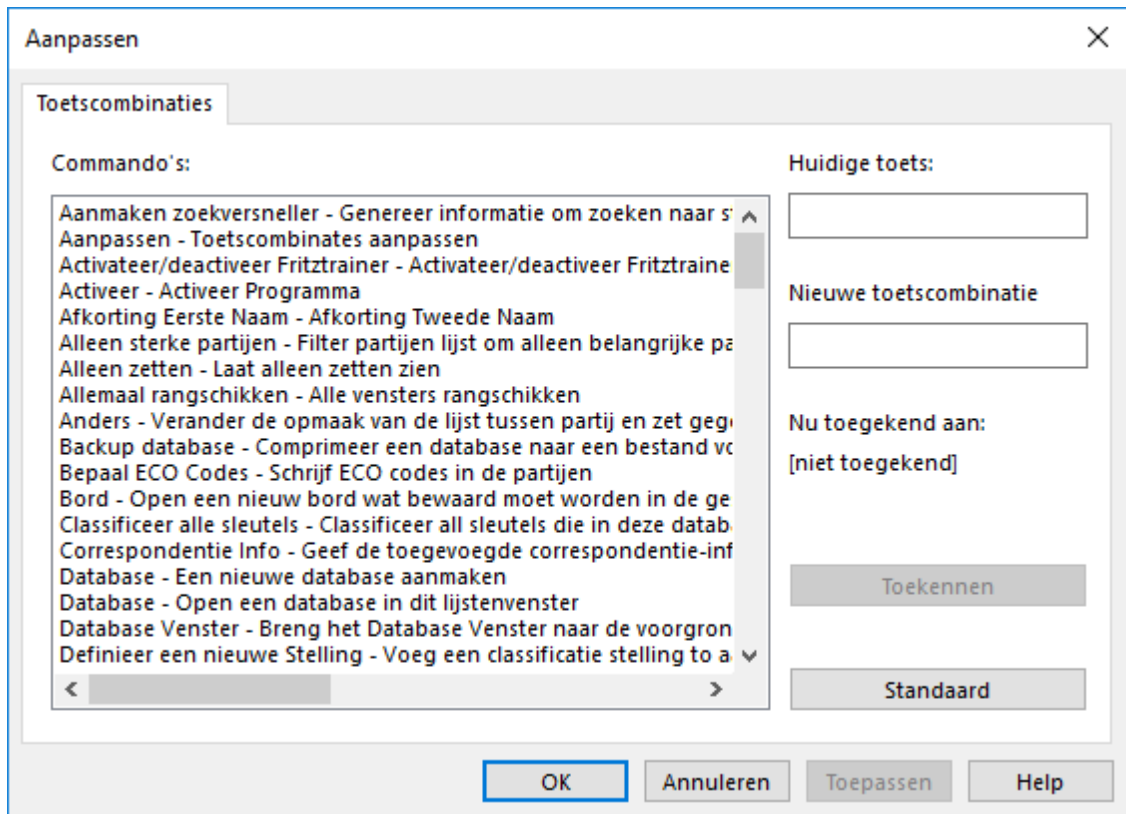 Aanpassen
Toetscombinaties
Commando's:
Aanmaken zoekversneller - Genereer informatie om zoeken naar
Aanpassen - Toetscombinates aanpassen
Activateer/deactiveer Fritztrainer - Activateer/deactiveer
Activeer - Activeer Programma
Afkorting Eerste Naam - Afkorting Tweede Naam
Alleen sterke partijen - Filter partijen lijst om alleen belangrijke
Alleen zetten - Laat alleen zetten zien
Allemaal rangschikken - Alle vensters rangschikken
Anders - Verander de opmaak van de lijst tussen partij en zet
Backup database - Comprimeer een database naar een bestand
Bepaal ECO Codes - Schrijf ECO codes in de partijen
Bord - Open een nieuw bord wat bewaard moet worden in de ge
Classificeer alle sleutels - Classificeer all sleutels die in deze
Correspondentie Info - Geef de toegevoegde correspondentie-inf
Database - Een nieuwe database aanmaken
Database - Open een database in dit lijstenvenster
Database Venster - Breng het Database Venster naar de voorgron
Definieer een nieuwe Stelling - Voeg een classificatie stelling to
Huidige toets:
Nieuwe toetscombinatie
Nu toegekend aan:
[niet toegekend]
Toekennen
Standaard
OK
Annuleren
Toepassen
Help